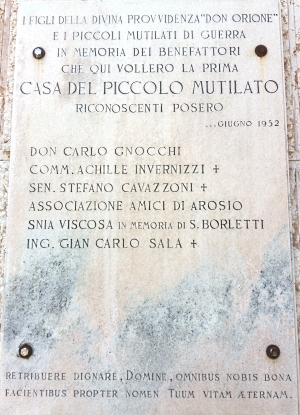 I FIGLI DELLA DIVINA PROVVIDENZA "DON ORIONE"
E I PICCOLI MUTILATI DI GUERRA
IN MEMORIA DEI BENEFATTORI
CHE QUI VOLLERO LA PRIMA
CASA DEL PICCOLO MUTILATO
RICONOSCENTI POSERO
...GIUGNO 1952
DON CARLO GNOCCHI
COMM. ACHILLE INVERNIZZI +
SEN. STEFANO CAVAZZONI +
ASSOCIAZIONE AMICI DI AROSIO
SNIA VISCOSA IN MEMORIA DI S. BORLETTI
ING. GIAN CARLO SALA +
RETRIBUERE DIGNARE, DOMINE, OMNIBUS NOBIS BONA
FACIENTIBUS PROPTER NOMEN TUUM VITAM ÆTERNAM.